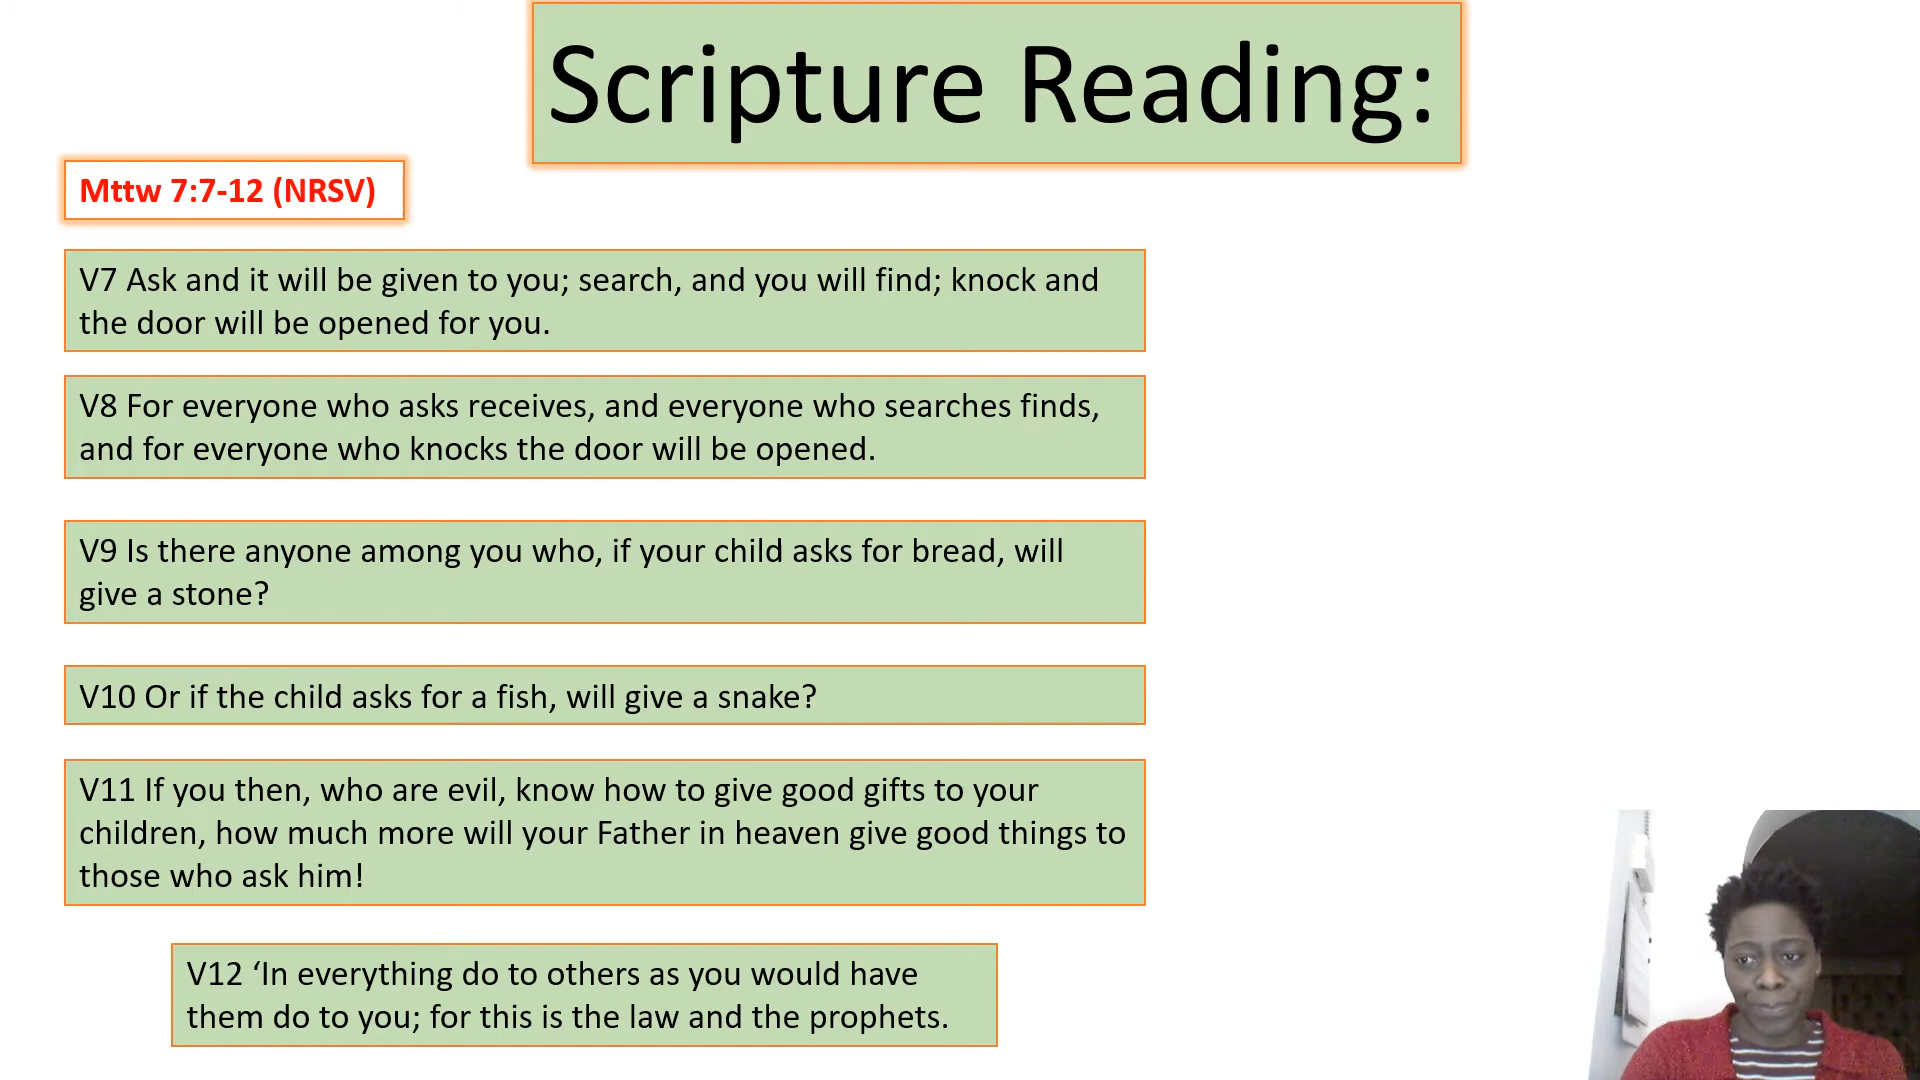 Scripture Reading:
Mttw 7:7-12 (NRSV)
V7 Ask and it will be given to you; search, and you will find; knock and
the door will be opened for you.
V8 For everyone who asks receives, and everyone who searches finds,
and for everyone who knocks the door will be opened.
V9 Is there anyone among you who, if your child asks for bread, will
give a stone?
V10 Or if the child asks for a fish, will give a snake?
V11 If you then, who are evil, know how to give good gifts to your
children, how much more will your Father in heaven give good things to
those who ask him!
V12 ‘In everything do to others as you would have
them do to you; for this is the law and the prophets.